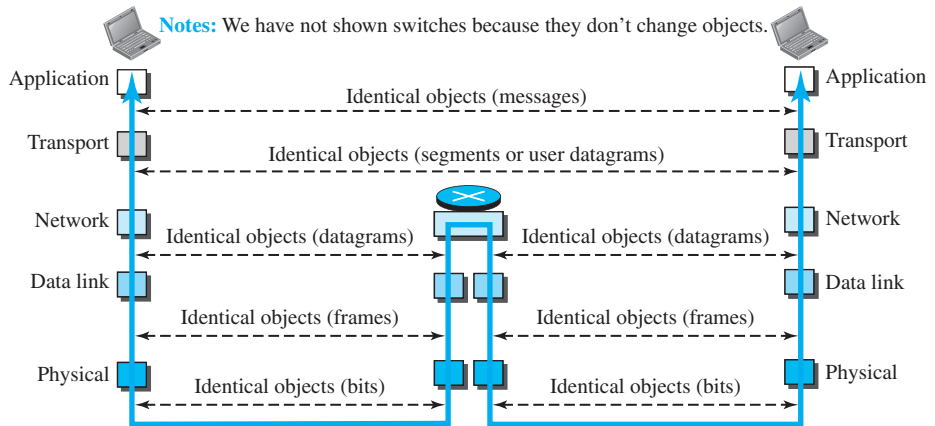 Notes: We have not shown switches because they don’t change objects.
Application
Application
Identical objects (messages)
Transport
Transport
Identical objects (segments or user datagrams)
Network
Network
Identical objects (datagrams)
Identical objects (datagrams)
Data link
Data link
Identical objects (frames)
Identical objects (frames)
Physical
Physical
Identical objects (bits)
Identical objects (bits)